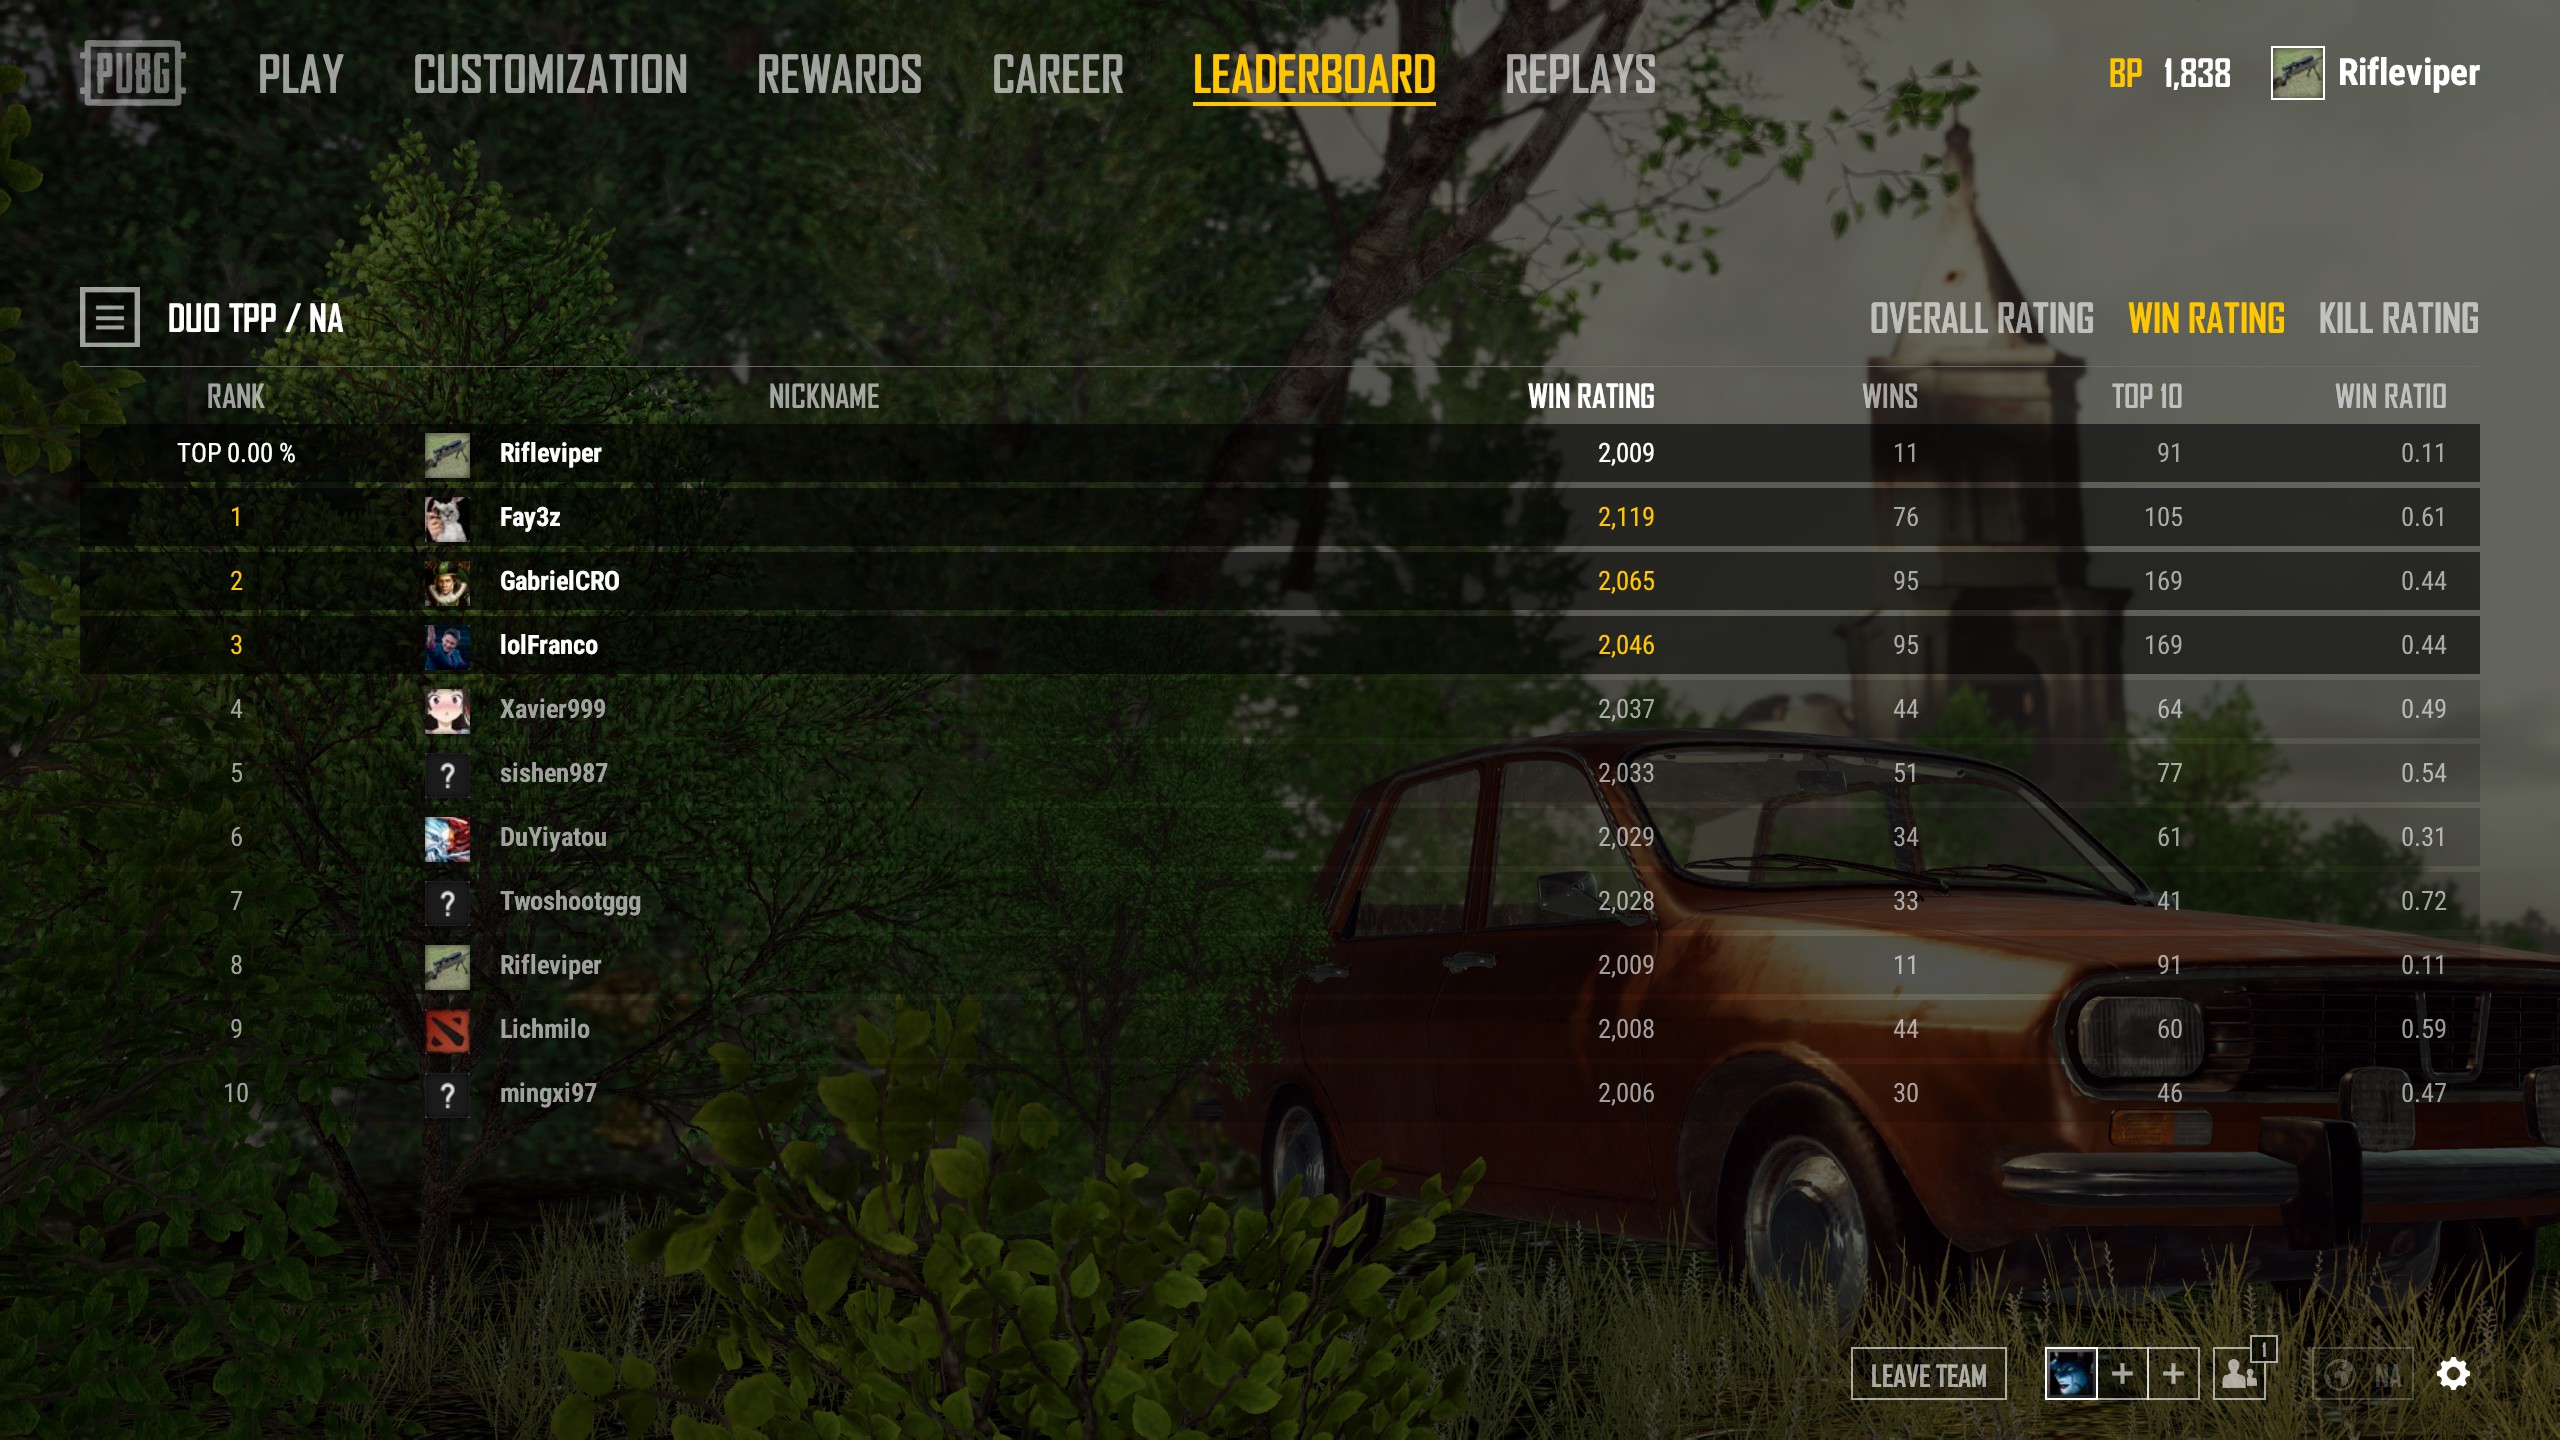 PUBG PLAY CUSTOMIZATION REWARDS CAREER LEADERBOARD REPLAYS BP 1,838 Rifleviper
DUO TPP / NA OVERALL RATING WIN RATING KILL RATING
RANK NICKNAME WIN RATING WINS TOP 10 WIN RATIO
TOP 0.00 % Rifleviper 2,009 11 91 0.11
1 Fay3z 2,119 76 105 0.61
2 GabrielCRO 2,065 95 169 0.44
3 lolFranco 2,046 95 169 0.44
4 Xavier999 2,037 44 64 0.49
5 ? sishen987 2,033 51 77 0.54
6 DuYiyatou 2,029 34 61 0.31
7 ? Twoshootggg 2,028 33 41 0.72
8 Rifleviper 2,009 11 91 0.11
9 Lichmilo 2,008 44 60 0.59
10 ? mingxi97 2,006 30 46 0.47
LEAVE TEAM + + 1 NA